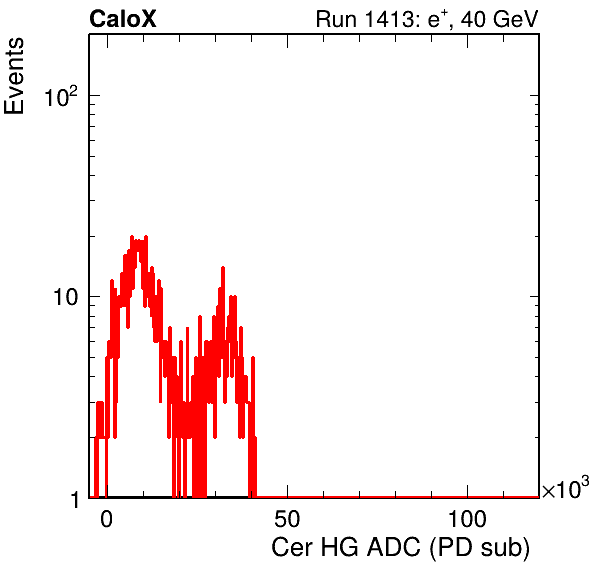 CaloX Run 1413: e⁺, 40 GeV
Events
10²
10
1
0 50 100 ×10³
Cer HG ADC (PD sub)